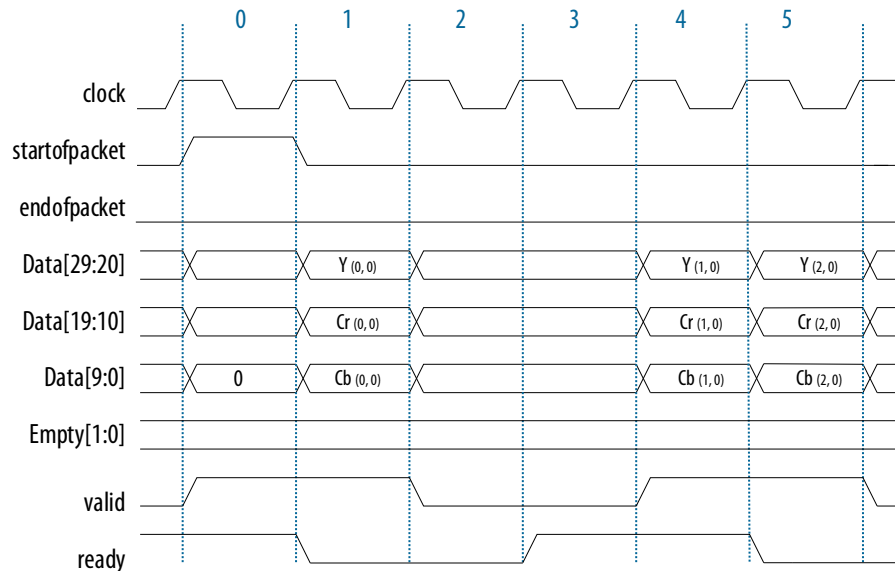 0 1 2 3 4 5
clock
startofpacket
endofpacket
Data[29:20] Y (0, 0) Y (1, 0) Y (2, 0)
Data[19:10] Cr (0, 0) Cr (1, 0) Cr (2, 0)
Data[9:0] 0 Cb (0, 0) Cb (1, 0) Cb (2, 0)
Empty[1:0]
valid
ready